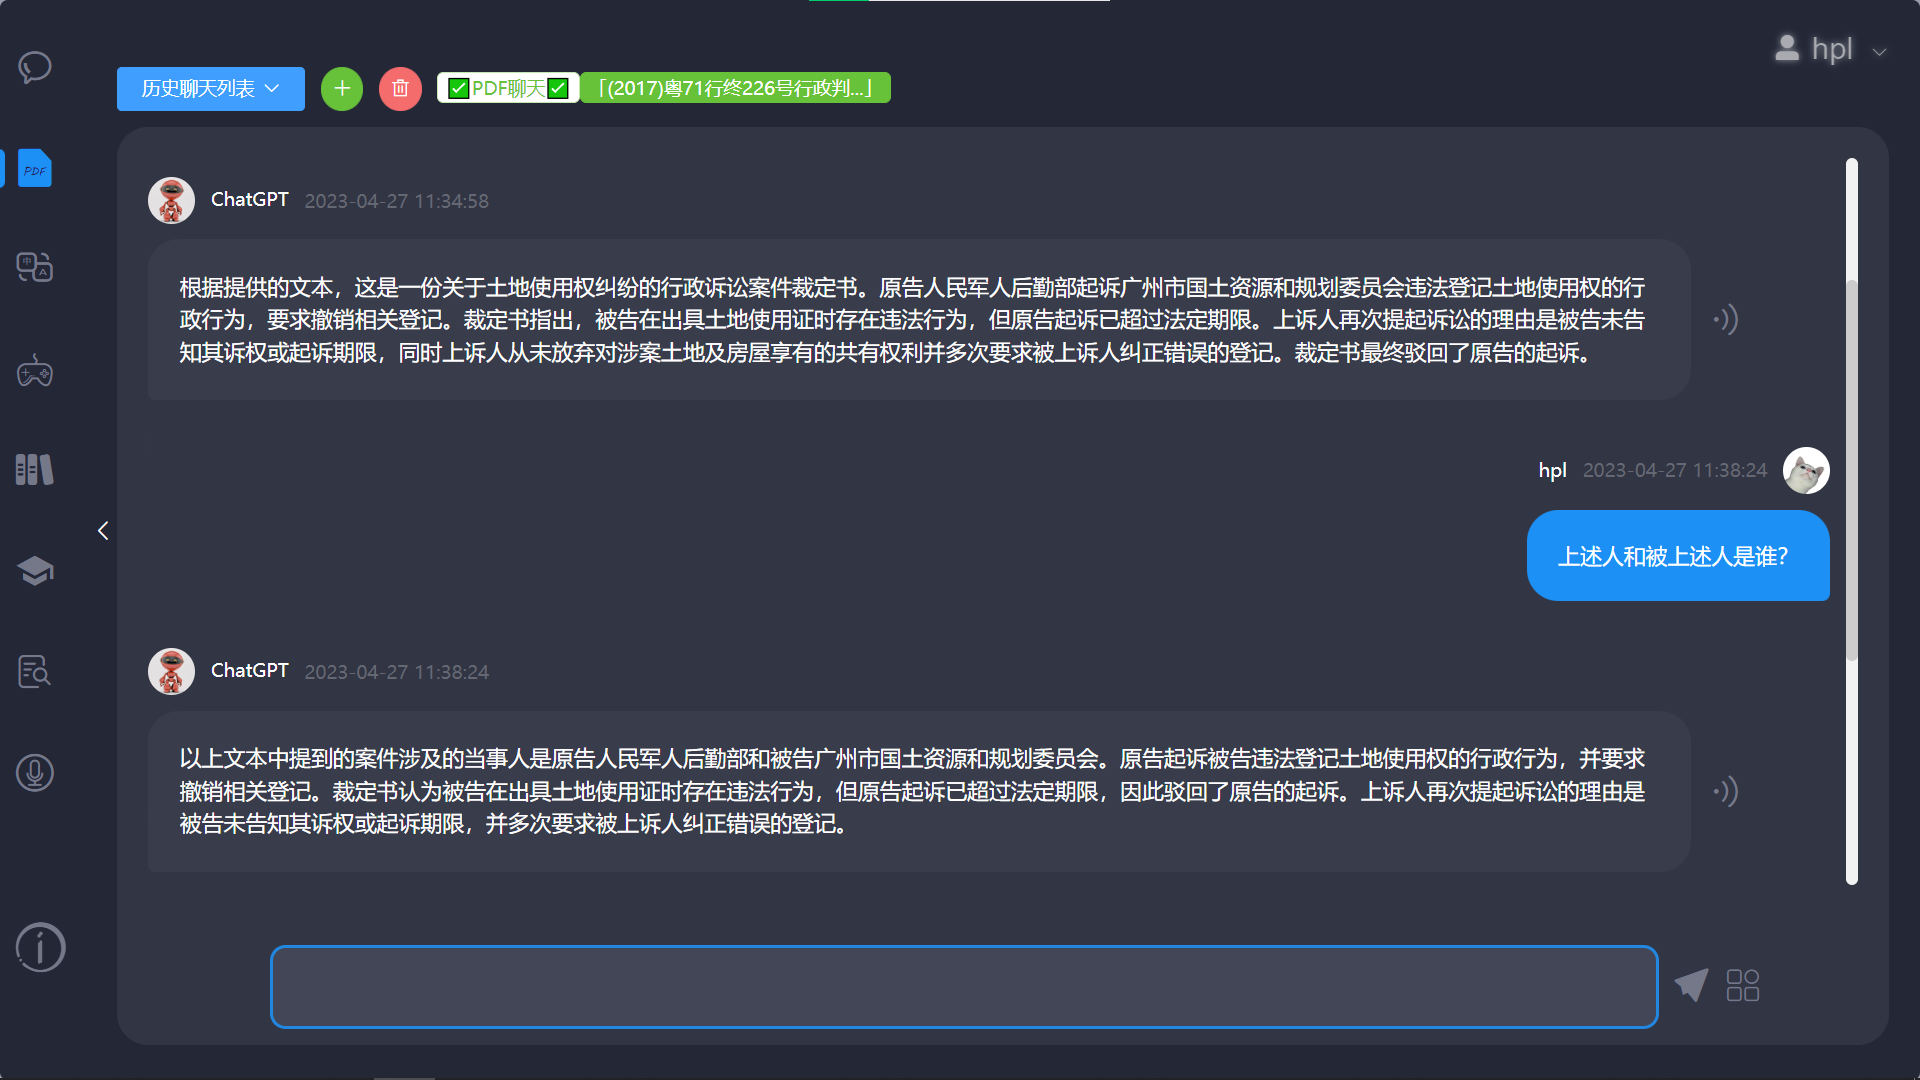 hpl
历史聊天列表
✅PDF聊天✅
「(2017)粤71行终226号行政判...」
PDF
中
A
ChatGPT 2023-04-27 11:34:58
根据提供的文本，这是一份关于土地使用权纠纷的行政诉讼案件裁定书。原告人民军人后勤部起诉广州市国土资源和规划委员会违法登记土地使用权的行
政行为，要求撤销相关登记。裁定书指出，被告在出具土地使用证时存在违法行为，但原告起诉已超过法定期限。上诉人再次提起诉讼的理由是被告未告
知其诉权或起诉期限，同时上诉人从未放弃对涉案土地及房屋享有的共有权利并多次要求被上诉人纠正错误的登记。裁定书最终驳回了原告的起诉。
hpl 2023-04-27 11:38:24
上述人和被上述人是谁？
ChatGPT 2023-04-27 11:38:24
以上文本中提到的案件涉及的当事人是原告人民军人后勤部和被告广州市国土资源和规划委员会。原告起诉被告违法登记土地使用权的行政行为，并要求
撤销相关登记。裁定书认为被告在出具土地使用证时存在违法行为，但原告起诉已超过法定期限，因此驳回了原告的起诉。上诉人再次提起诉讼的理由是
被告未告知其诉权或起诉期限，并多次要求被上诉人纠正错误的登记。